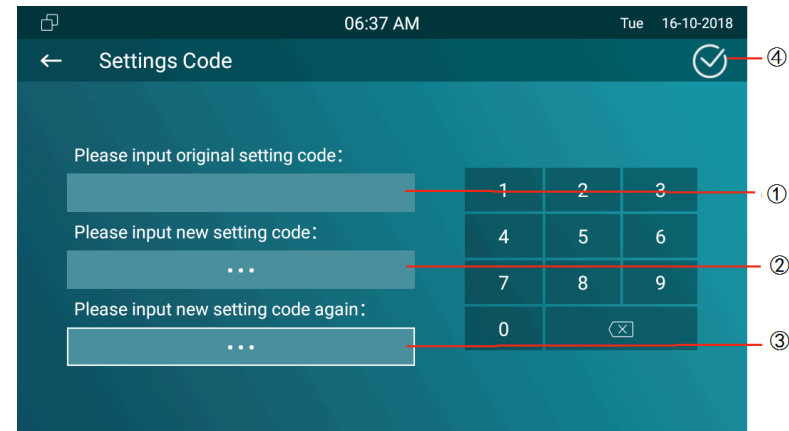 06:37 AM Tue 16-10-2018
Settings Code ④
Please input original setting code:
1 2 3 ①
Please input new setting code:
4 5 6
••• ②
7 8 9
Please input new setting code again:
0
••• ③